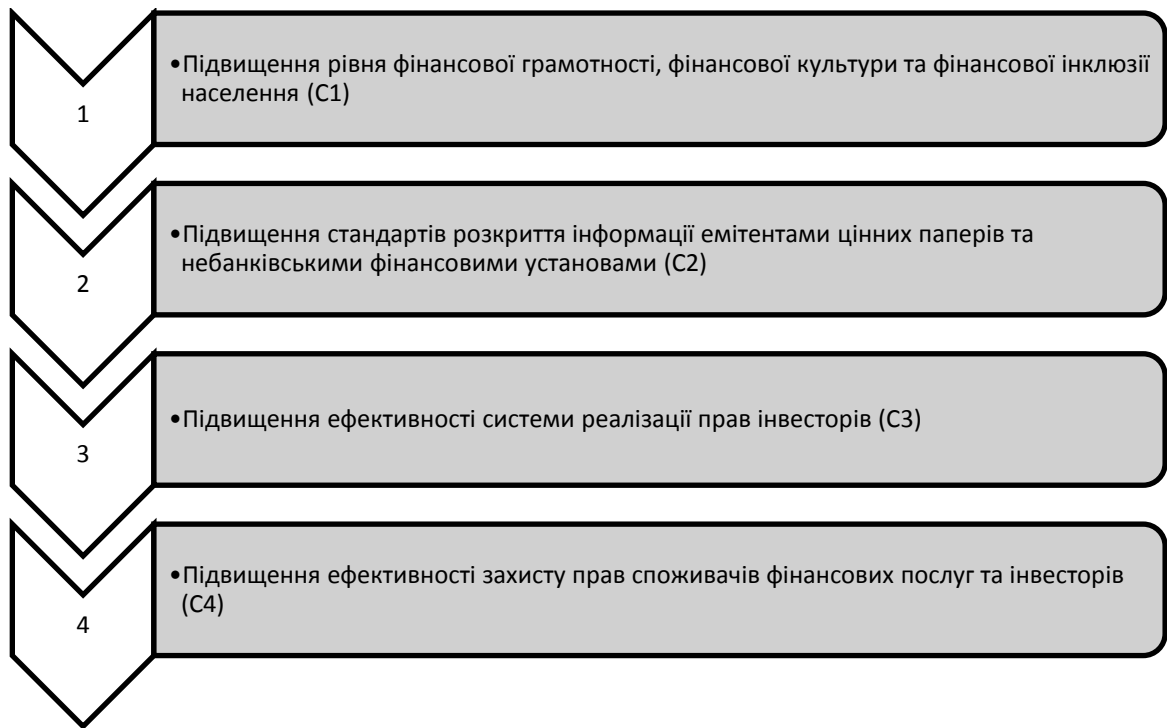 1
•Підвищення рівня фінансової грамотності, фінансової культури та фінансової інклюзії
населення (С1)
2
•Підвищення стандартів розкриття інформації емітентами цінних паперів та
небанківськими фінансовими установами (С2)
3
•Підвищення ефективності системи реалізації прав інвесторів (С3)
4
•Підвищення ефективності захисту прав споживачів фінансових послуг та інвесторів
(С4)